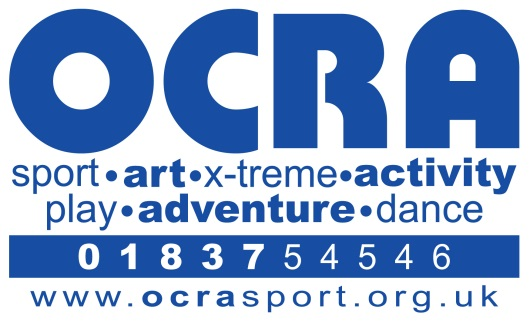 OCRA
sport•art•x-treme•activity
play•adventure•dance
01837 54546
www.ocrasport.org.uk